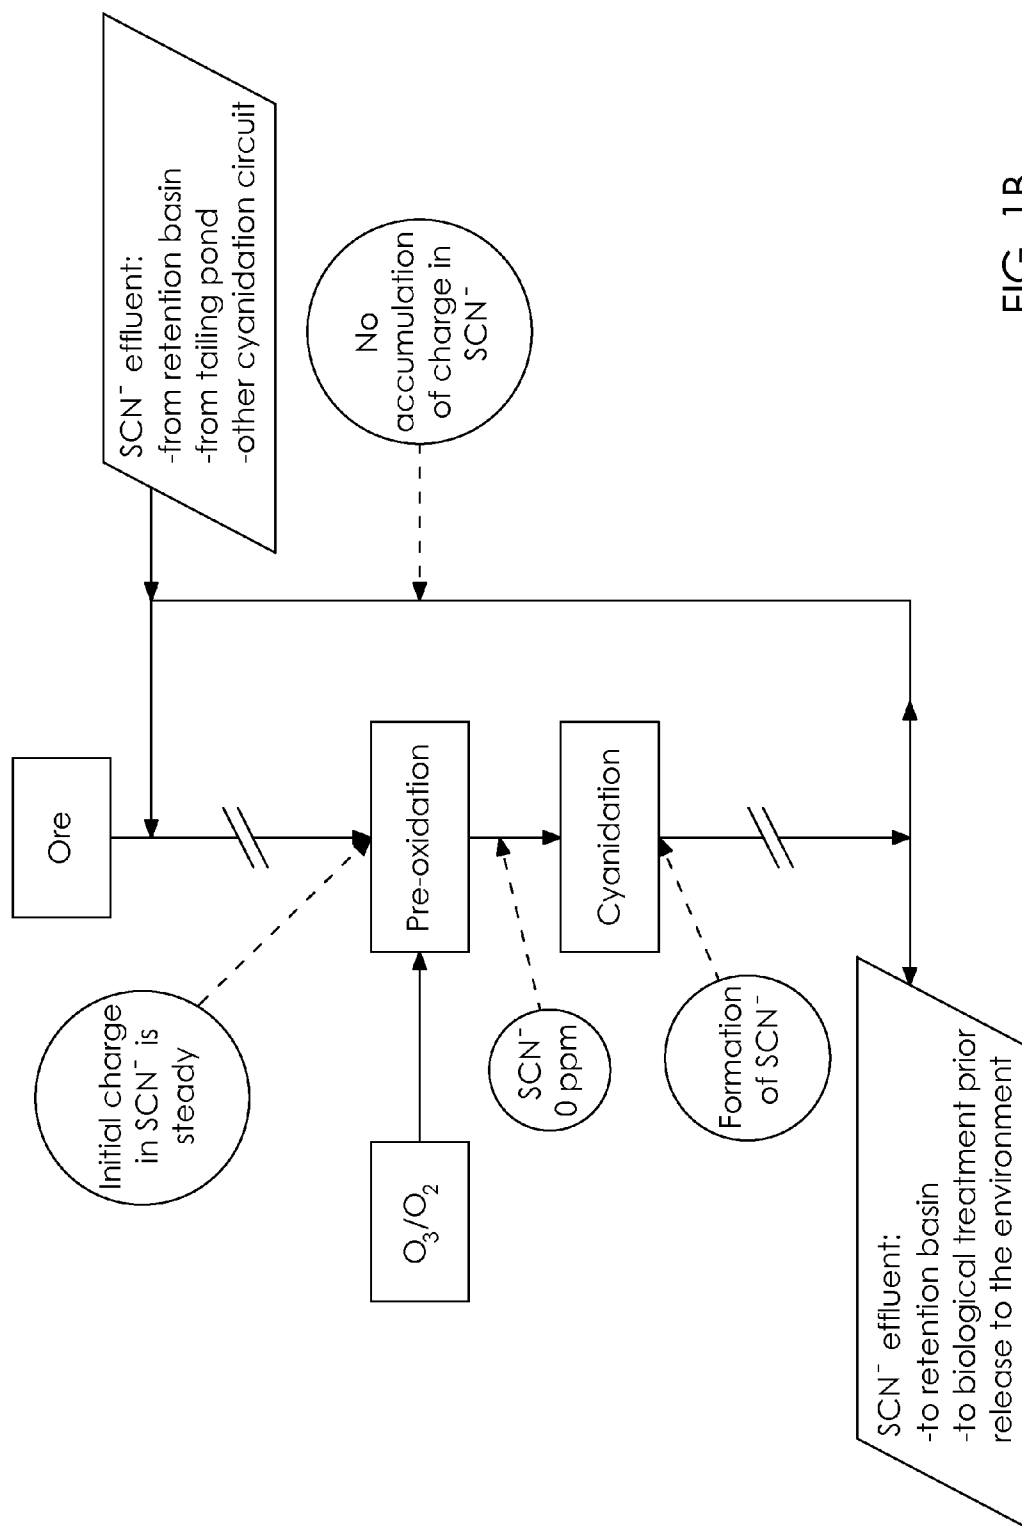 Ore
SCN⁻ effluent:
-from retention basin
-from tailing pond
-other cyanidation circuit
Initial charge
in SCN⁻ is
steady
No
accumulation
of charge in
SCN⁻
O₃/O₂
Pre-oxidation
SCN⁻
0 ppm
Cyanidation
Formation
of SCN⁻
SCN⁻ effluent:
-to retention basin
-to biological treatment prior
release to the environment
FIG. 1B